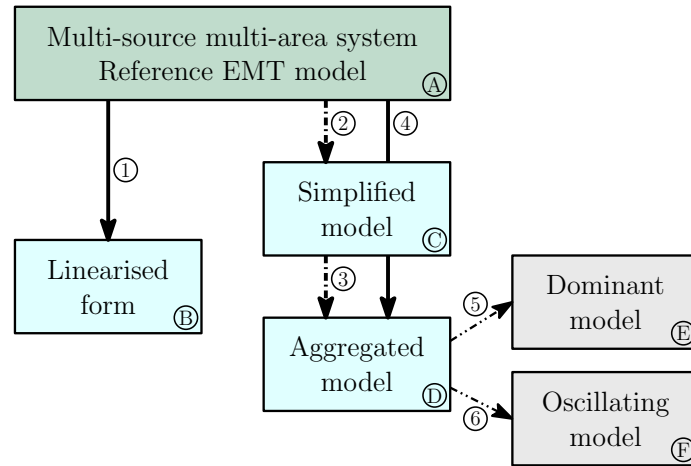 Multi-source multi-area system
Reference EMT model
A
2
4
1
Simplified
model
C
Linearised
form
B
3
Dominant
model
E
5
Aggregated
model
D
6
Oscillating
model
F